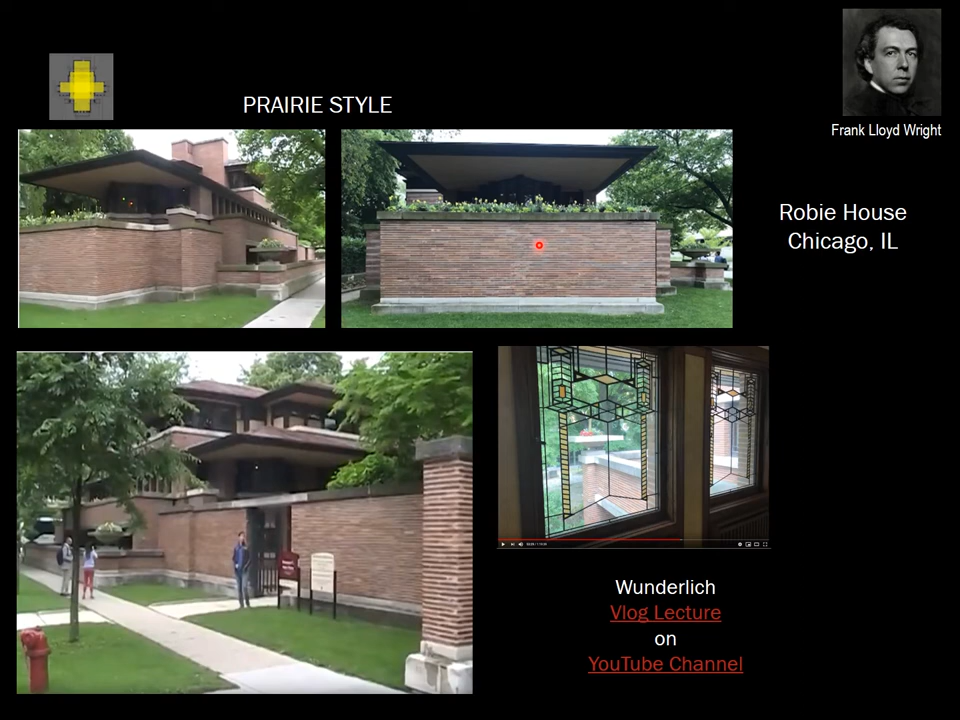 PRAIRIE STYLE
Frank Lloyd Wright
Robie House
Chicago, IL
Wunderlich
Vlog Lecture
on
YouTube Channel